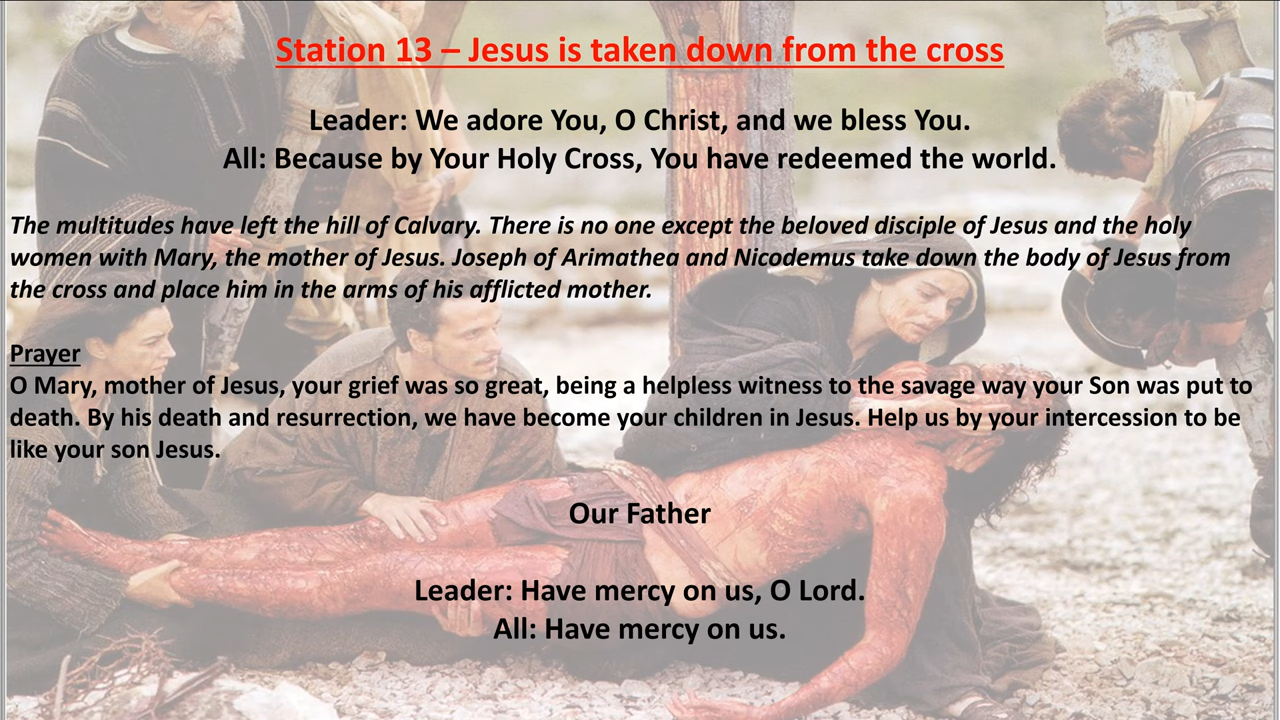 Station 13 – Jesus is taken down from the cross
Leader: We adore You, O Christ, and we bless You.
All: Because by Your Holy Cross, You have redeemed the world.
The multitudes have left the hill of Calvary. There is no one except the beloved disciple of Jesus and the holy
women with Mary, the mother of Jesus. Joseph of Arimathea and Nicodemus take down the body of Jesus from
the cross and place him in the arms of his afflicted mother.
Prayer
O Mary, mother of Jesus, your grief was so great, being a helpless witness to the savage way your Son was put to
death. By his death and resurrection, we have become your children in Jesus. Help us by your intercession to be
like your son Jesus.
Our Father
Leader: Have mercy on us, O Lord.
All: Have mercy on us.